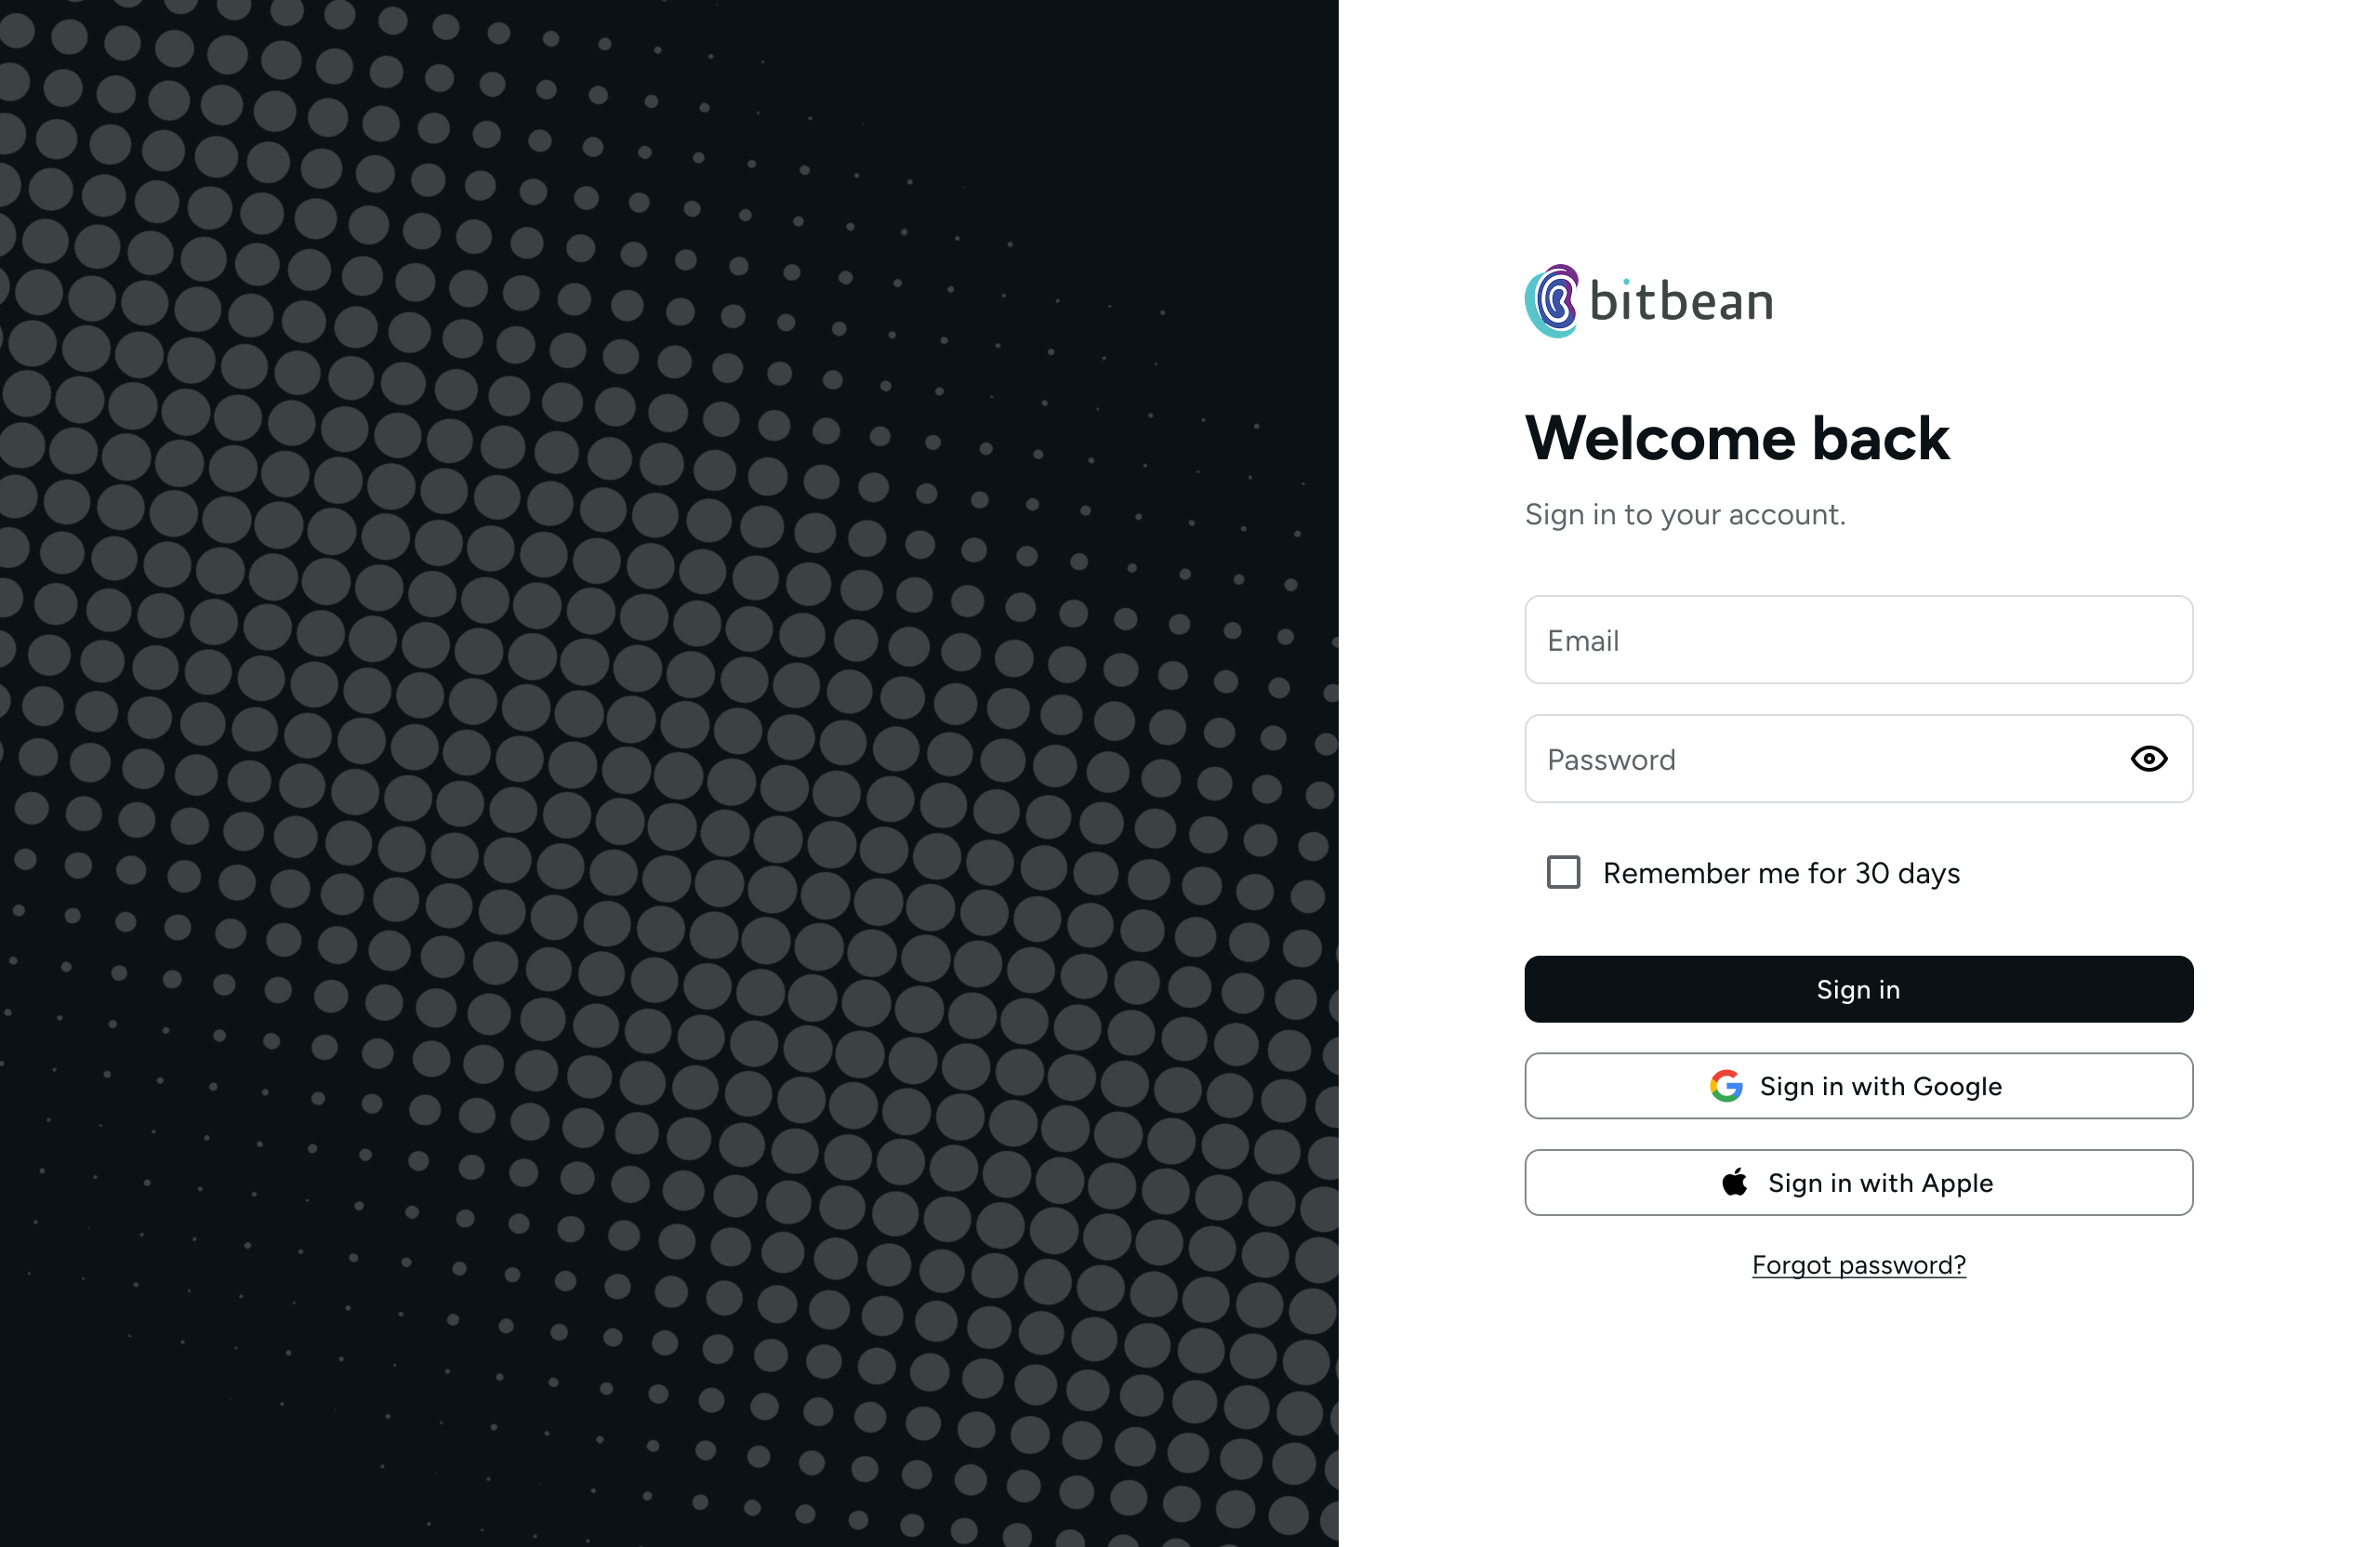 bitbean
Welcome back
Sign in to your account.
Email
Password
Remember me for 30 days
Sign in
Sign in with Google
Sign in with Apple
Forgot password?